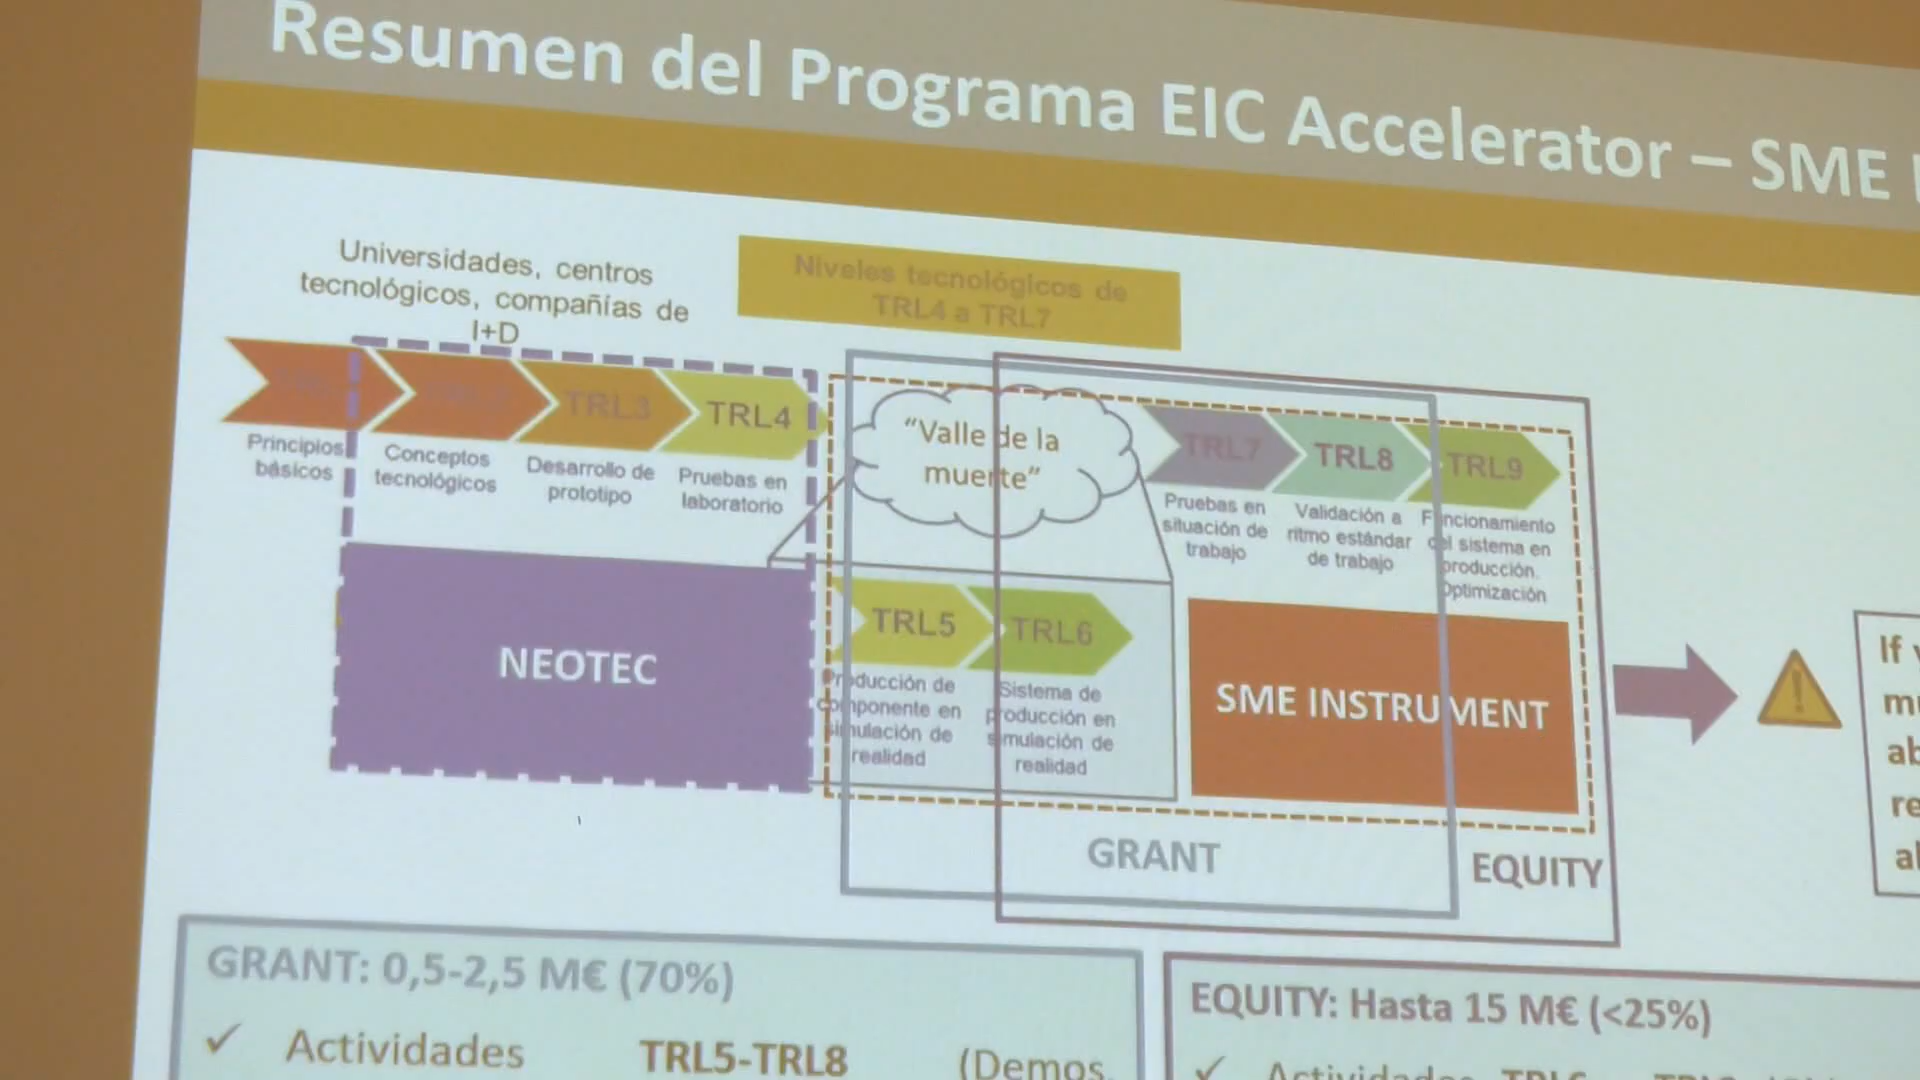 Resumen del Programa EIC Accelerator – SME
Universidades, centros
tecnológicos, compañías de
I+D
Niveles tecnológicos de
TRL4 a TRL7
TRL3
TRL4
Principios
básicos
Conceptos
tecnológicos
Desarrollo de
prototipo
Pruebas en
laboratorio
“Valle de la
muerte”
TRL7
TRL8
TRL9
Pruebas en
situación de
trabajo
Validación a
ritmo estándar
de trabajo
Funcionamiento
del sistema en
producción.
Optimización
NEOTEC
TRL5
TRL6
Producción de
componente en
simulación de
realidad
Sistema de
producción en
simulación de
realidad
SME INSTRUMENT
GRANT
EQUITY
If
GRANT: 0,5-2,5 M€ (70%)
✓ Actividades TRL5-TRL8 (Demos,
EQUITY: Hasta 15 M€ (<25%)
✓ Actividades